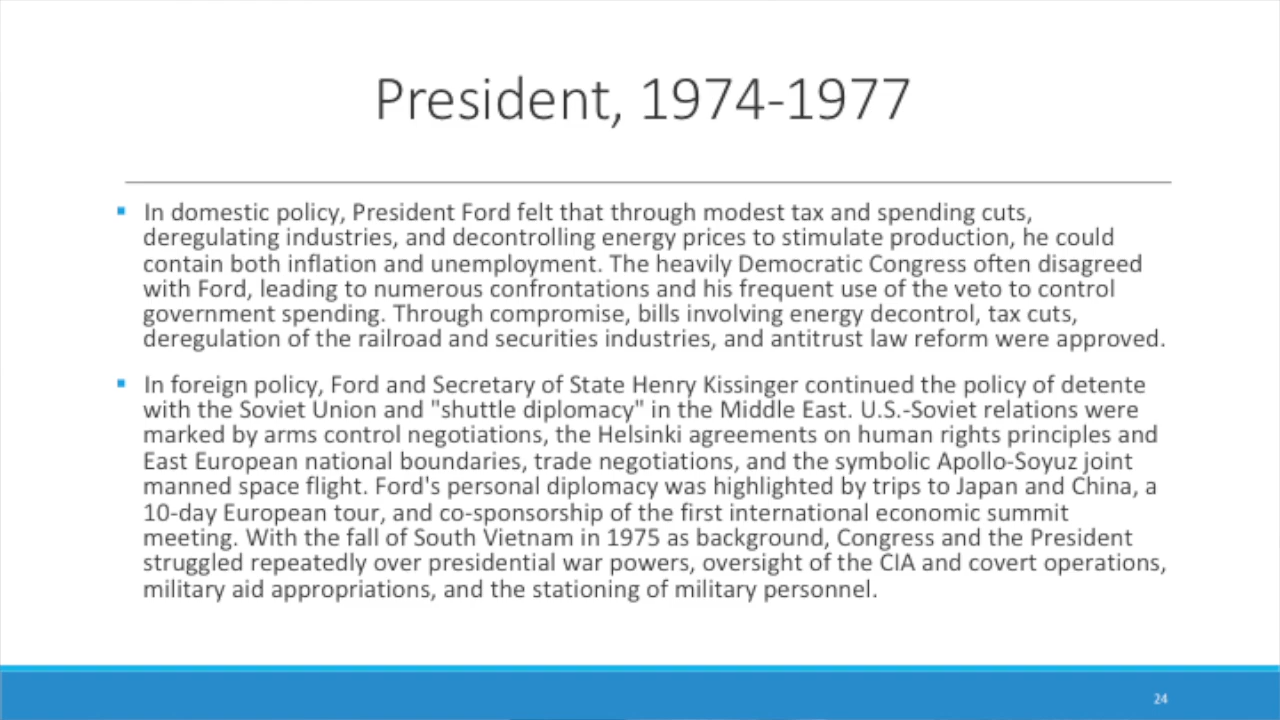 President, 1974-1977
▪ In domestic policy, President Ford felt that through modest tax and spending cuts,
deregulating industries, and decontrolling energy prices to stimulate production, he could
contain both inflation and unemployment. The heavily Democratic Congress often disagreed
with Ford, leading to numerous confrontations and his frequent use of the veto to control
government spending. Through compromise, bills involving energy decontrol, tax cuts,
deregulation of the railroad and securities industries, and antitrust law reform were approved.
▪ In foreign policy, Ford and Secretary of State Henry Kissinger continued the policy of detente
with the Soviet Union and "shuttle diplomacy" in the Middle East. U.S.-Soviet relations were
marked by arms control negotiations, the Helsinki agreements on human rights principles and
East European national boundaries, trade negotiations, and the symbolic Apollo-Soyuz joint
manned space flight. Ford's personal diplomacy was highlighted by trips to Japan and China, a
10-day European tour, and co-sponsorship of the first international economic summit
meeting. With the fall of South Vietnam in 1975 as background, Congress and the President
struggled repeatedly over presidential war powers, oversight of the CIA and covert operations,
military aid appropriations, and the stationing of military personnel.
24